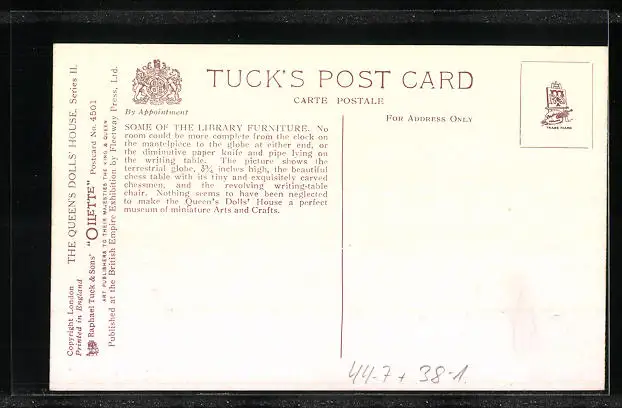 TUCK'S POST CARD
CARTE POSTALE
By Appointment
FOR ADDRESS ONLY
TRADE MARK
SOME OF THE LIBRARY FURNITURE. No
room could be more complete from the clock on
the mantelpiece to the globe at either end, or
the diminutive paper knife and pipe lying on
the writing table. The picture shows the
terrestrial globe, 5¾ inches high, the beautiful
chess table with its tiny and exquisitely carved
chessmen, and the revolving writing-table
chair. Nothing seems to have been neglected
to make the Queen's Dolls' House a perfect
museum of miniature Arts and Crafts.
THE QUEEN'S DOLLS' HOUSE. Series II.
Copyright London
Printed in England
Raphael Tuck & Sons' "OILETTE" Postcard No. 4501
ART PUBLISHERS TO THEIR MAJESTIES THE KING & QUEEN
Published at the British Empire Exhibition by Fleetway Press, Ltd.
44-7 + 38-1.